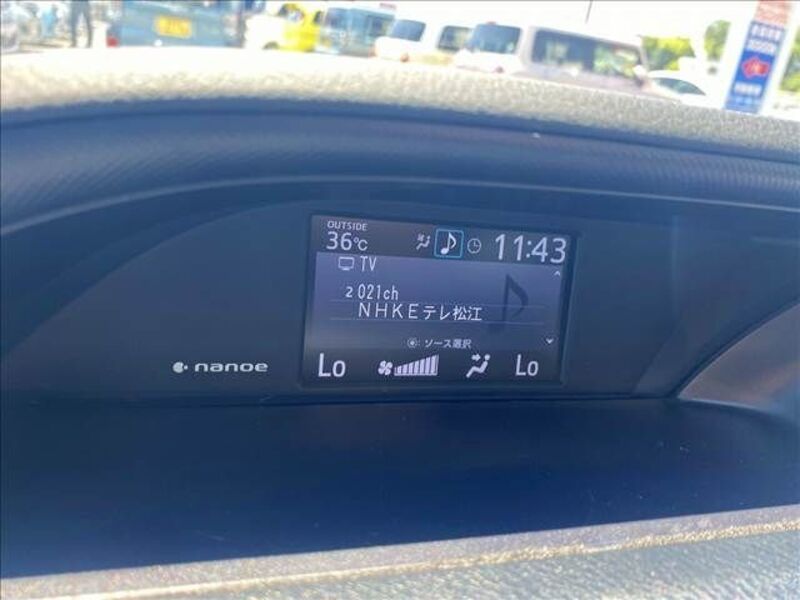 OUTSIDE
36℃
11:43
TV
2 021ch
NHKEテレ松江
ソース選択
Lo
Lo
nanoe